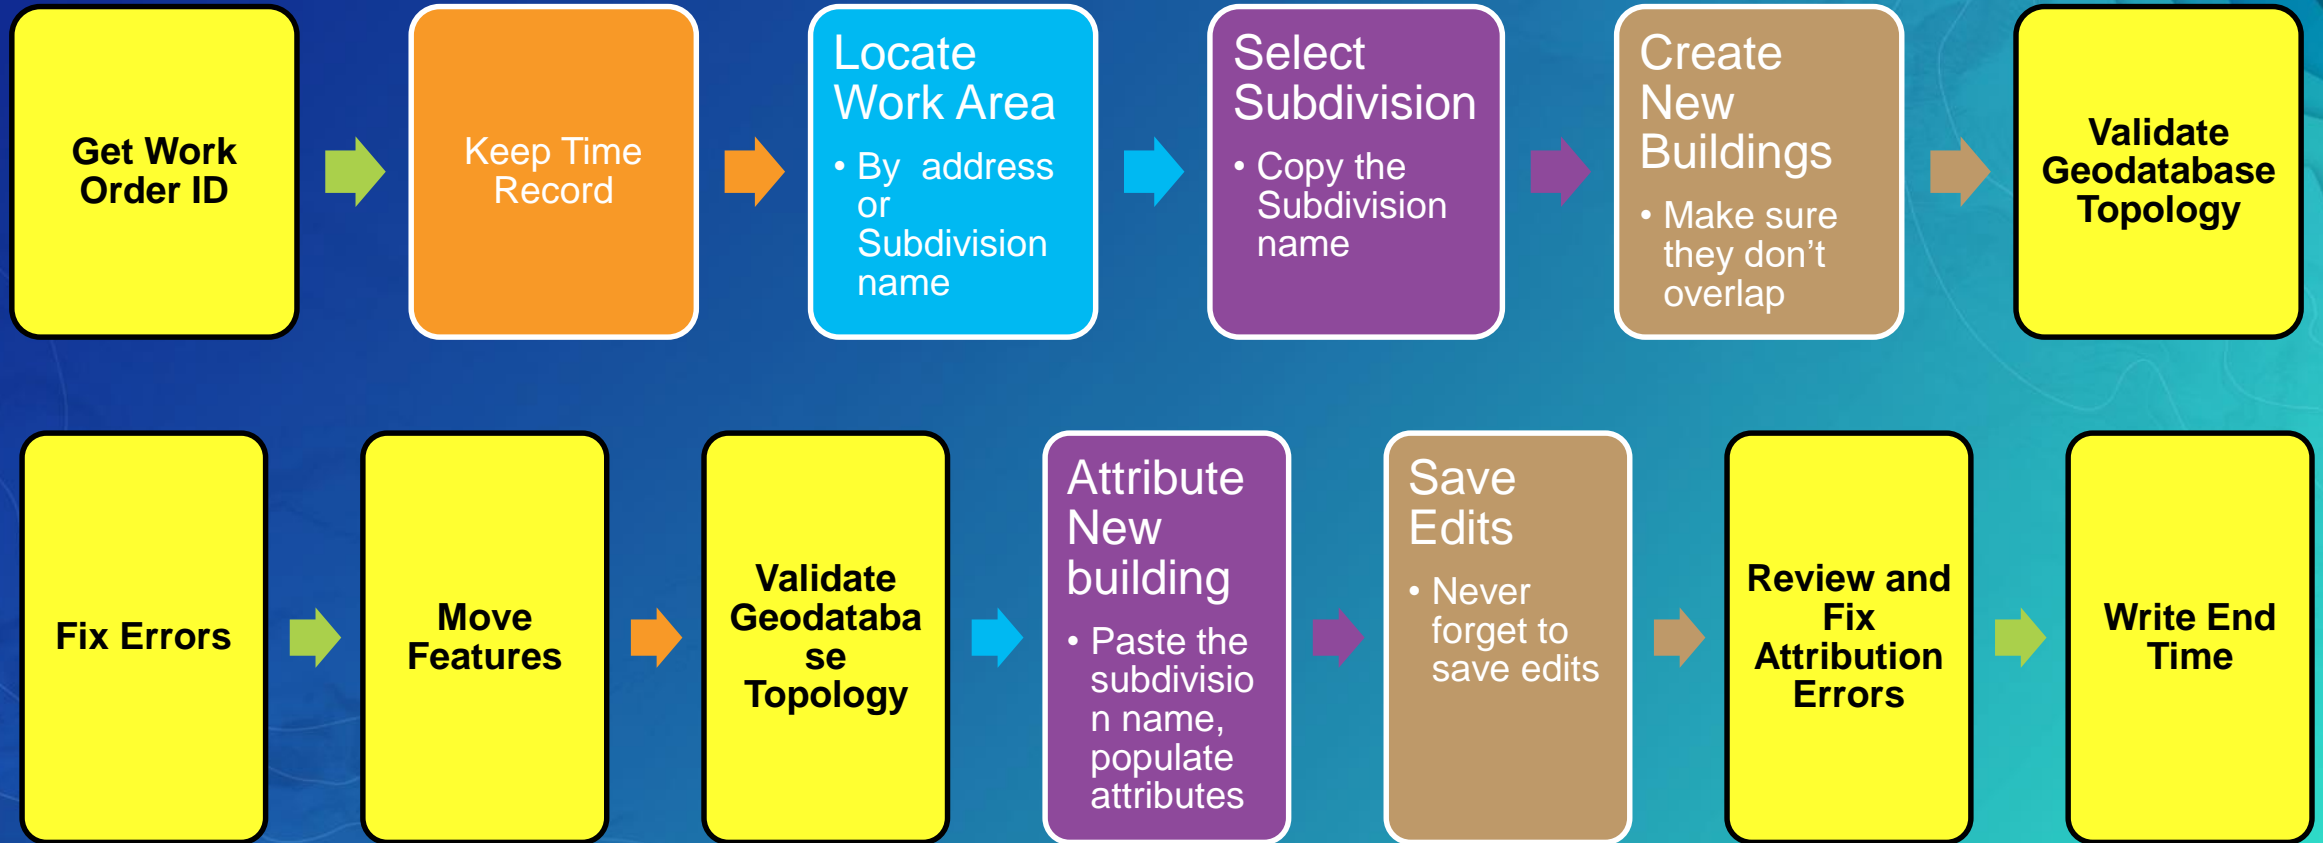 Get Work
Order ID
Keep Time
Record
Locate
Work Area
• By address
or
Subdivision
name
Select
Subdivision
• Copy the
Subdivision
name
Create
New
Buildings
• Make sure
they don’t
overlap
Validate
Geodatabase
Topology
Fix Errors
Move
Features
Validate
Geodataba
se
Topology
Attribute
New
building
• Paste the
subdivisio
n name,
populate
attributes
Save
Edits
• Never
forget to
save edits
Review and
Fix
Attribution
Errors
Write End
Time